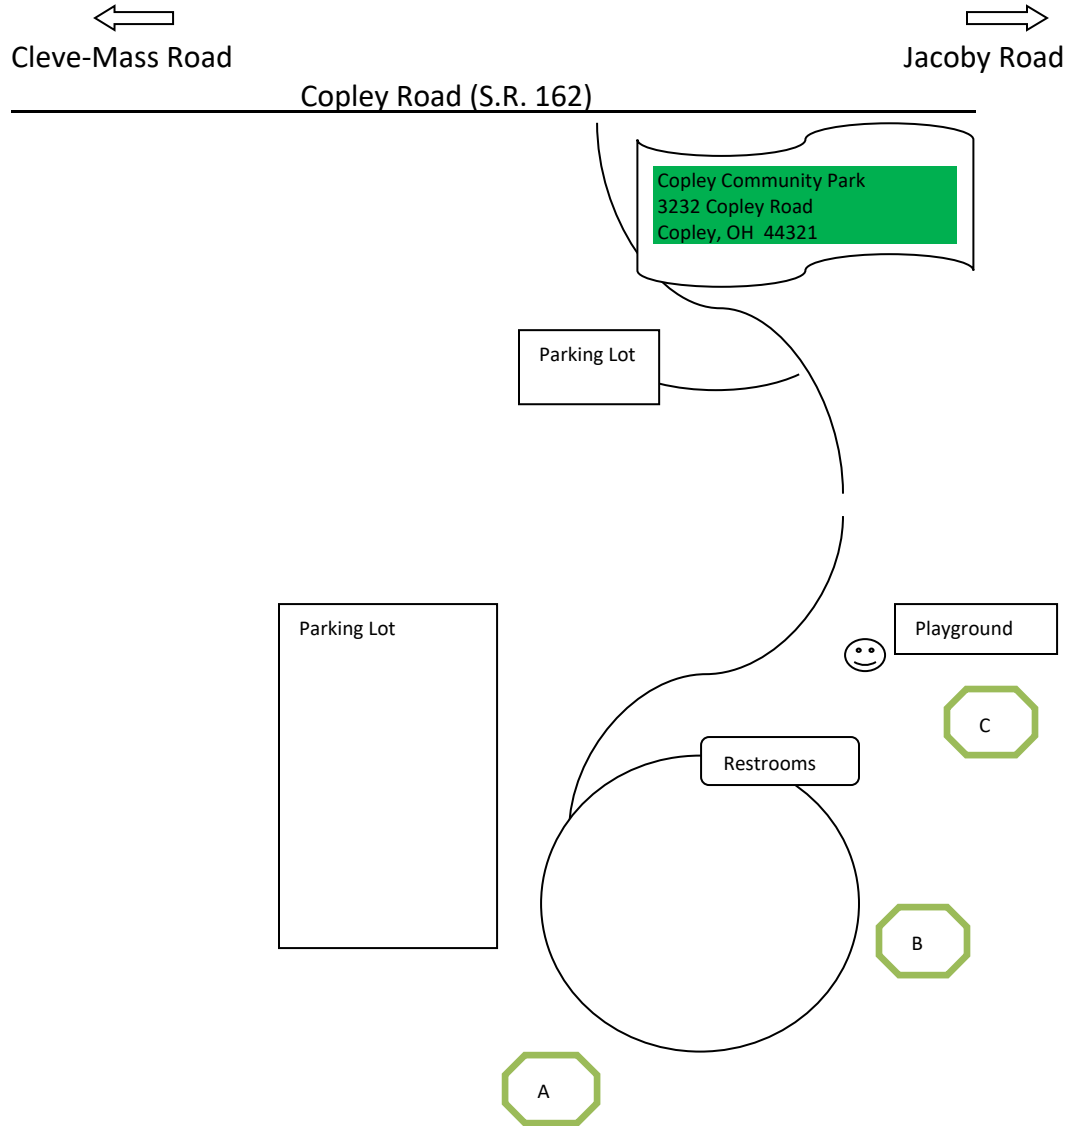 Cleve-Mass Road
Jacoby Road
Copley Road (S.R. 162)
Copley Community Park
3232 Copley Road
Copley, OH  44321
Parking Lot
Parking Lot
Playground
C
Restrooms
B
A